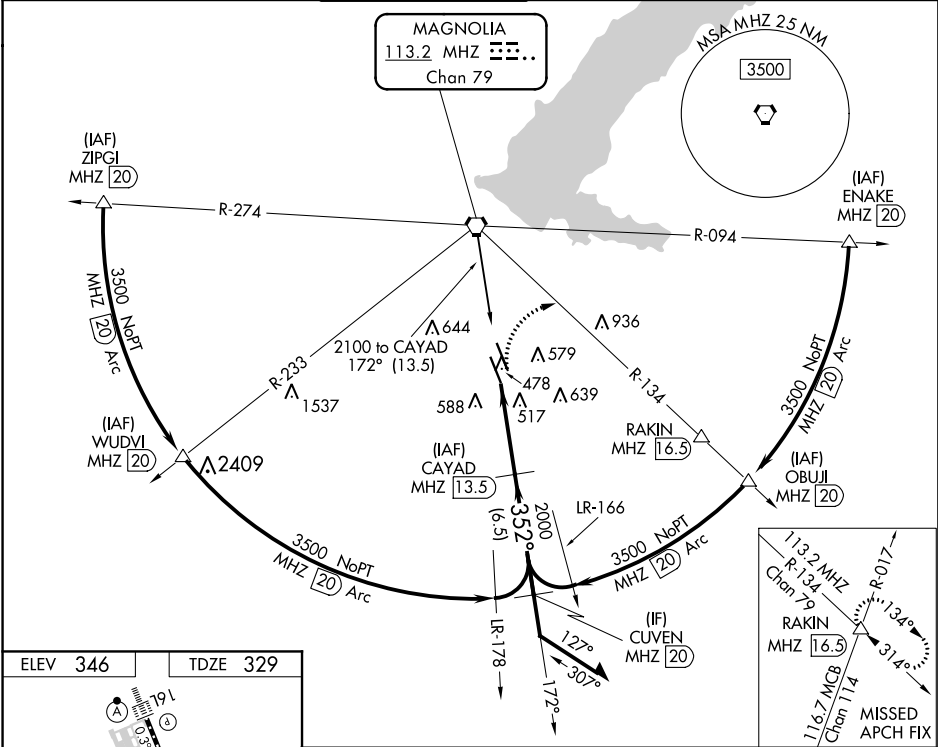 MAGNOLIA
113.2 MHZ
Chan 79
MSA MHZ 25 NM
3500
(IAF)
ZIPGI
MHZ 20
(IAF)
ENAKE
MHZ 20
R-274
R-094
3500 NoPT
MHZ 20 Arc
3500 NoPT
MHZ 20 Arc
2100 to CAYAD
172° (13.5)
644
936
579
478
639
517
588
R-233
1537
R-134
(IAF)
WUDVI
MHZ 20
2409
RAKIN
MHZ 16.5
(IAF)
OBUJI
MHZ 20
(IAF)
CAYAD
MHZ 13.5
352°
2000
(6.5)
LR-166
3500 NoPT
MHZ 20 Arc
3500 NoPT
MHZ 20 Arc
(IF)
CUVEN
MHZ 20
LR-178
127°
307°
172°
113.2 MHZ
R-134
Chan 79
R-017
RAKIN
MHZ 16.5
134°
314°
116.7 MCB
Chan 114
MISSED
APCH FIX
ELEV 346
TDZE 329
16L
A
P
0.3°